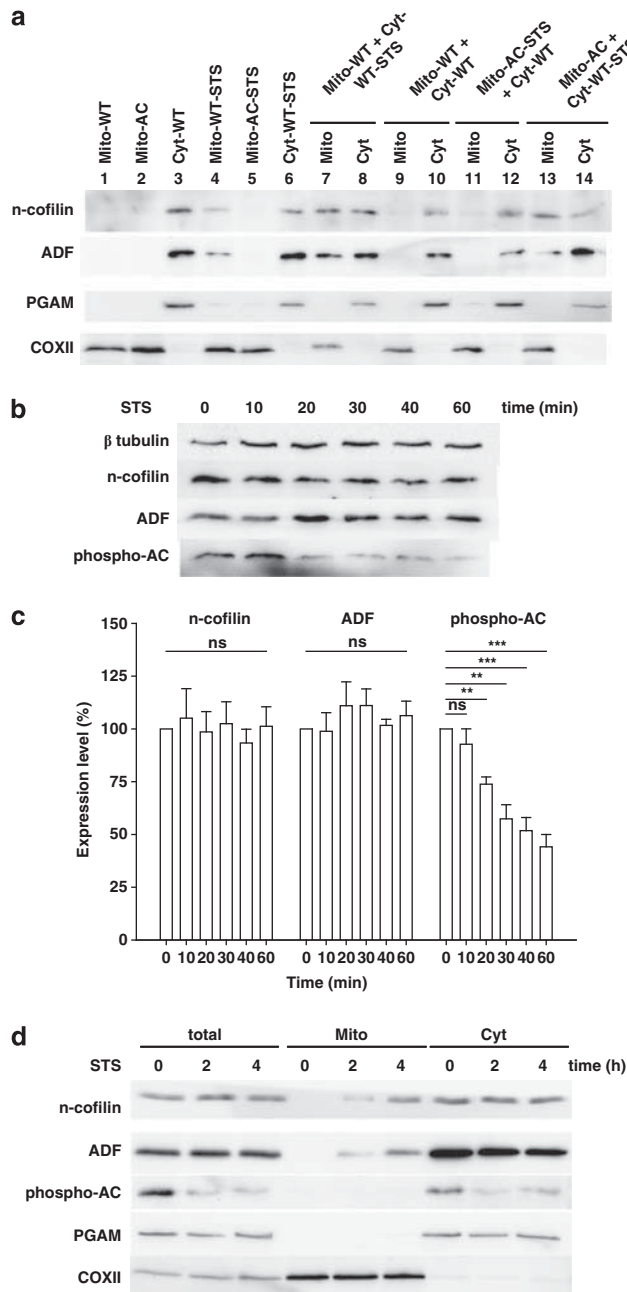 a
Mito-WT
Mito-AC
Cyt-WT
Mito-WT-STS
Mito-AC-STS
Cyt-WT-STS
Mito-WT + Cyt-
WT-STS
Mito-WT +
Cyt-WT
Mito-AC-STS
+ Cyt-WT
Mito-AC +
Cyt-WT-STS
Mito Cyt Mito Cyt Mito Cyt Mito Cyt
1 2 3 4 5 6 7 8 9 10 11 12 13 14
n-cofilin
ADF
PGAM
COXII
b
STS 0 10 20 30 40 60 time (min)
β tubulin
n-cofilin
ADF
phospho-AC
c
n-cofilin ADF phospho-AC
ns ns ***
***
**
**
ns
Expression level (%)
150
125
100
75
50
25
0
0 10 20 30 40 60 0 10 20 30 40 60 0 10 20 30 40 60
Time (min)
d
total Mito Cyt
STS 0 2 4 0 2 4 0 2 4 time (h)
n-cofilin
ADF
phospho-AC
PGAM
COXII